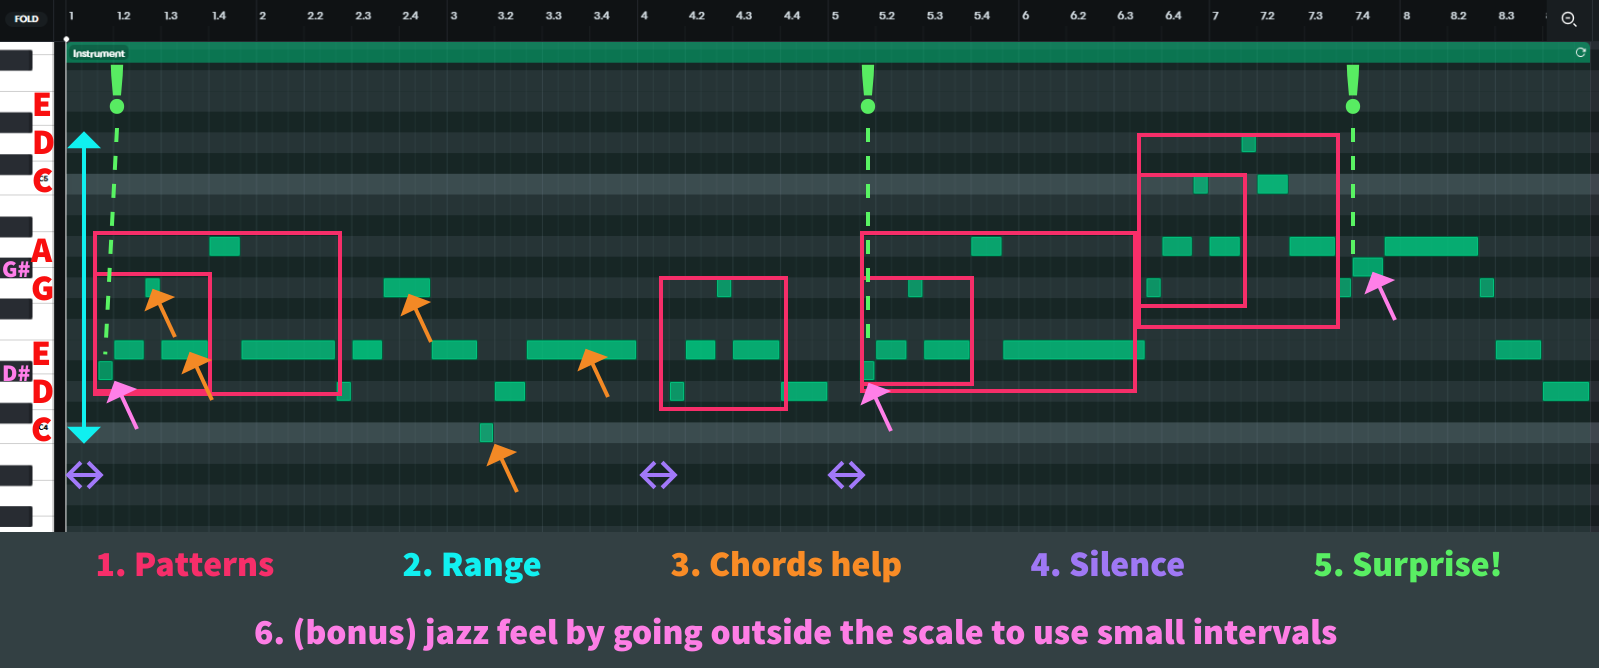 FOLD 1 1.2 1.3 1.4 2 2.2 2.3 2.4 3 3.2 3.3 3.4 4 4.2 4.3 4.4 5 5.2 5.3 5.4 6 6.2 6.3 6.4 7 7.2 7.3 7.4 8 8.2 8.3
Instrument
E
D
C
A
G#
G
E
D#
D
C
1. Patterns 2. Range 3. Chords help 4. Silence 5. Surprise!
6. (bonus) jazz feel by going outside the scale to use small intervals